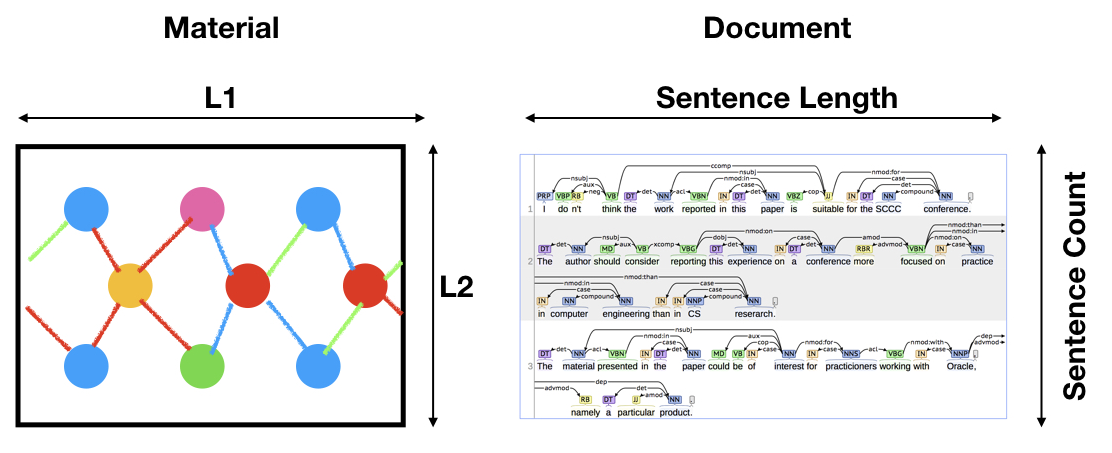 Material
Document
L1
Sentence Length
L2
Sentence Count
ccomp
nsubj nsubj nmod:for
aux nmod:in case case
neg det acl case det cop det compound
PRP VBP RB VB DT NN VBN IN DT NN VBZ JJ IN DT NN NN
1 I do n't think the work reported in this paper is suitable for the SCCC conference.
nmod:than
nmod:on nmod:in
nsubj dobj case amod nmod:on
det aux xcomp det det advmod case
DT NN MD VB VBG DT NN IN DT NN RBR VBN IN NN
2 The author should consider reporting this experience on a conference more focused on practice
nmod:than
nmod:in case
case case
compound compound
IN NN NN IN IN NNP NN
in computer engineering than in CS research.
nsubj
nmod:in aux dep
case cop nmod:for nmod:with advmod
det acl det case case acl case
DT NN VBN IN DT NN MD VB IN NN IN NNS VBG IN NNP
3 The material presented in the paper could be of interest for practicioners working with Oracle,
dep
advmod det
amod
RB DT JJ NN
namely a particular product.